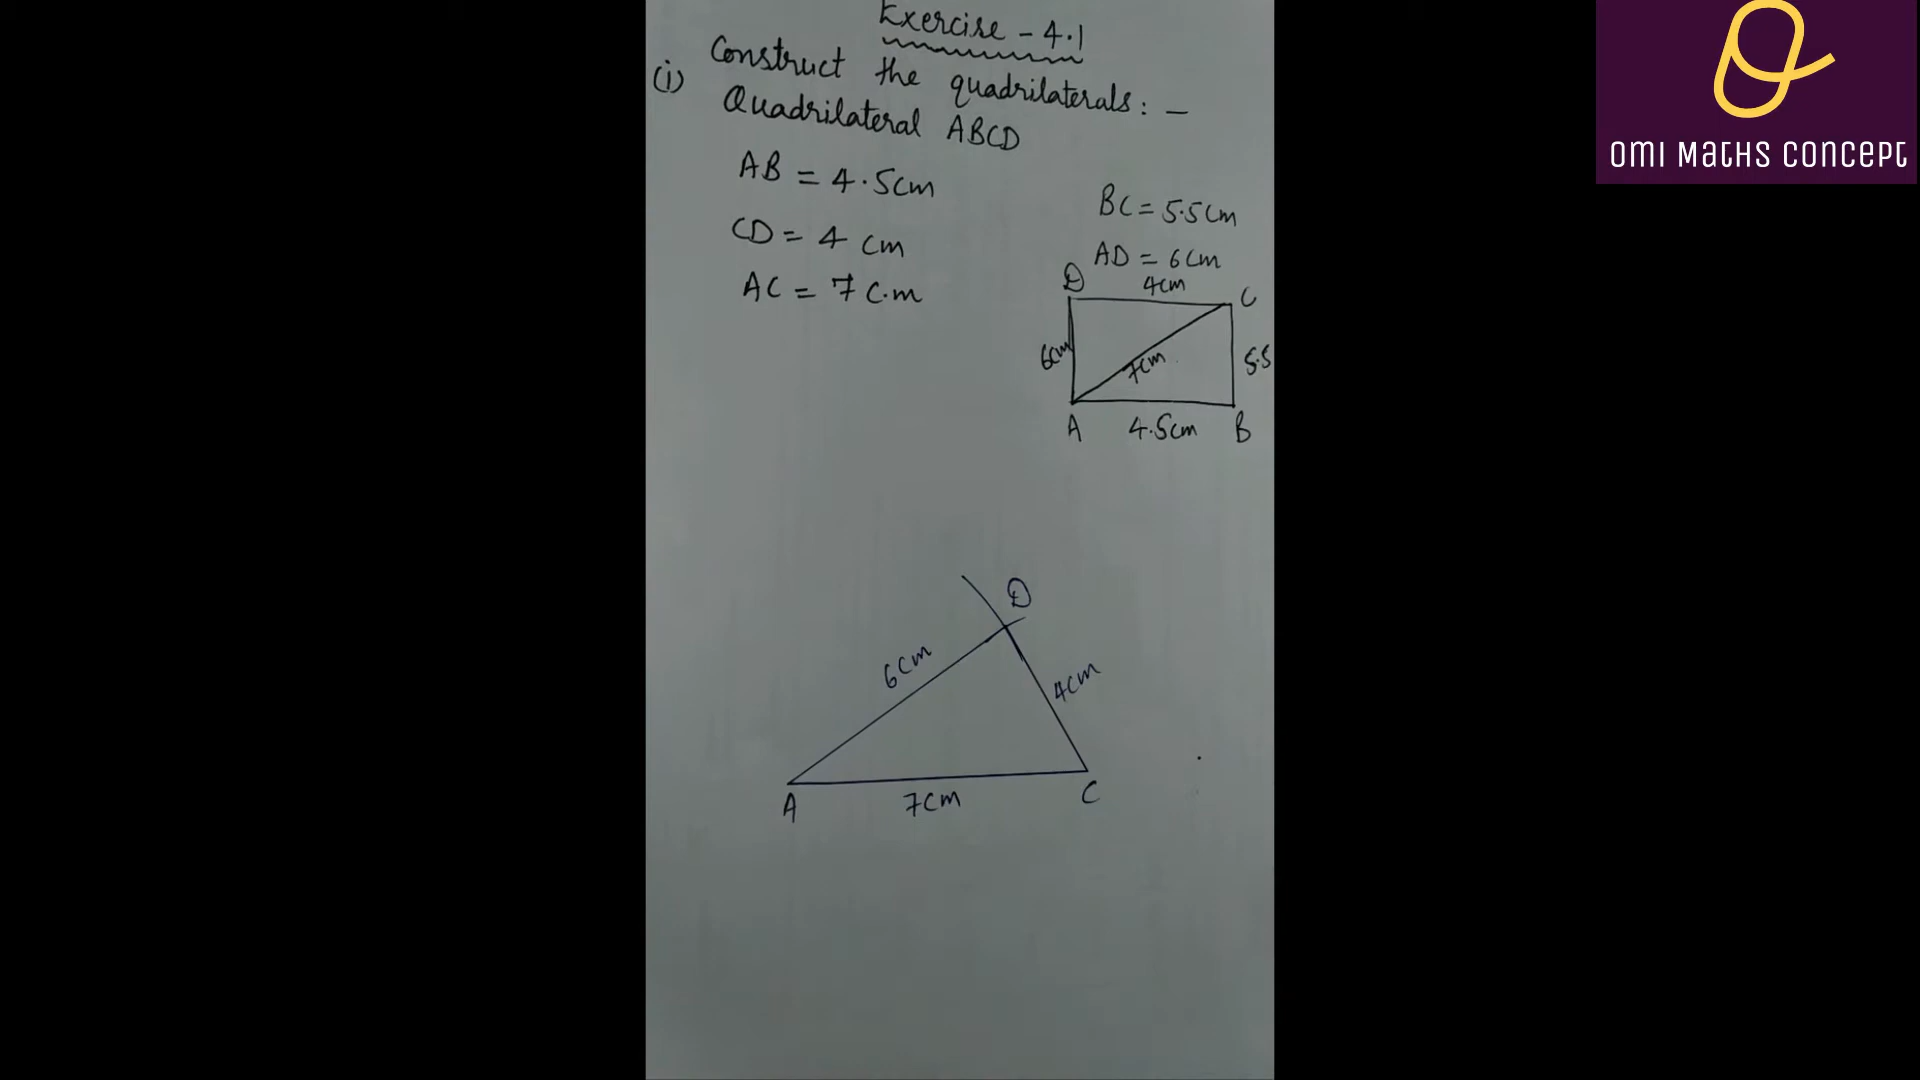 Exercise - 4.1
(i) Construct the quadrilaterals: -
Quadrilateral ABCD
AB = 4.5cm
CD = 4 cm
AC = 7 c.m
BC = 5.5cm
AD = 6cm
D 4cm C
6cm 7cm 5.5
A 4.5cm B
D
6cm 4cm
A 7cm C
OMI MATHS CONCEPT